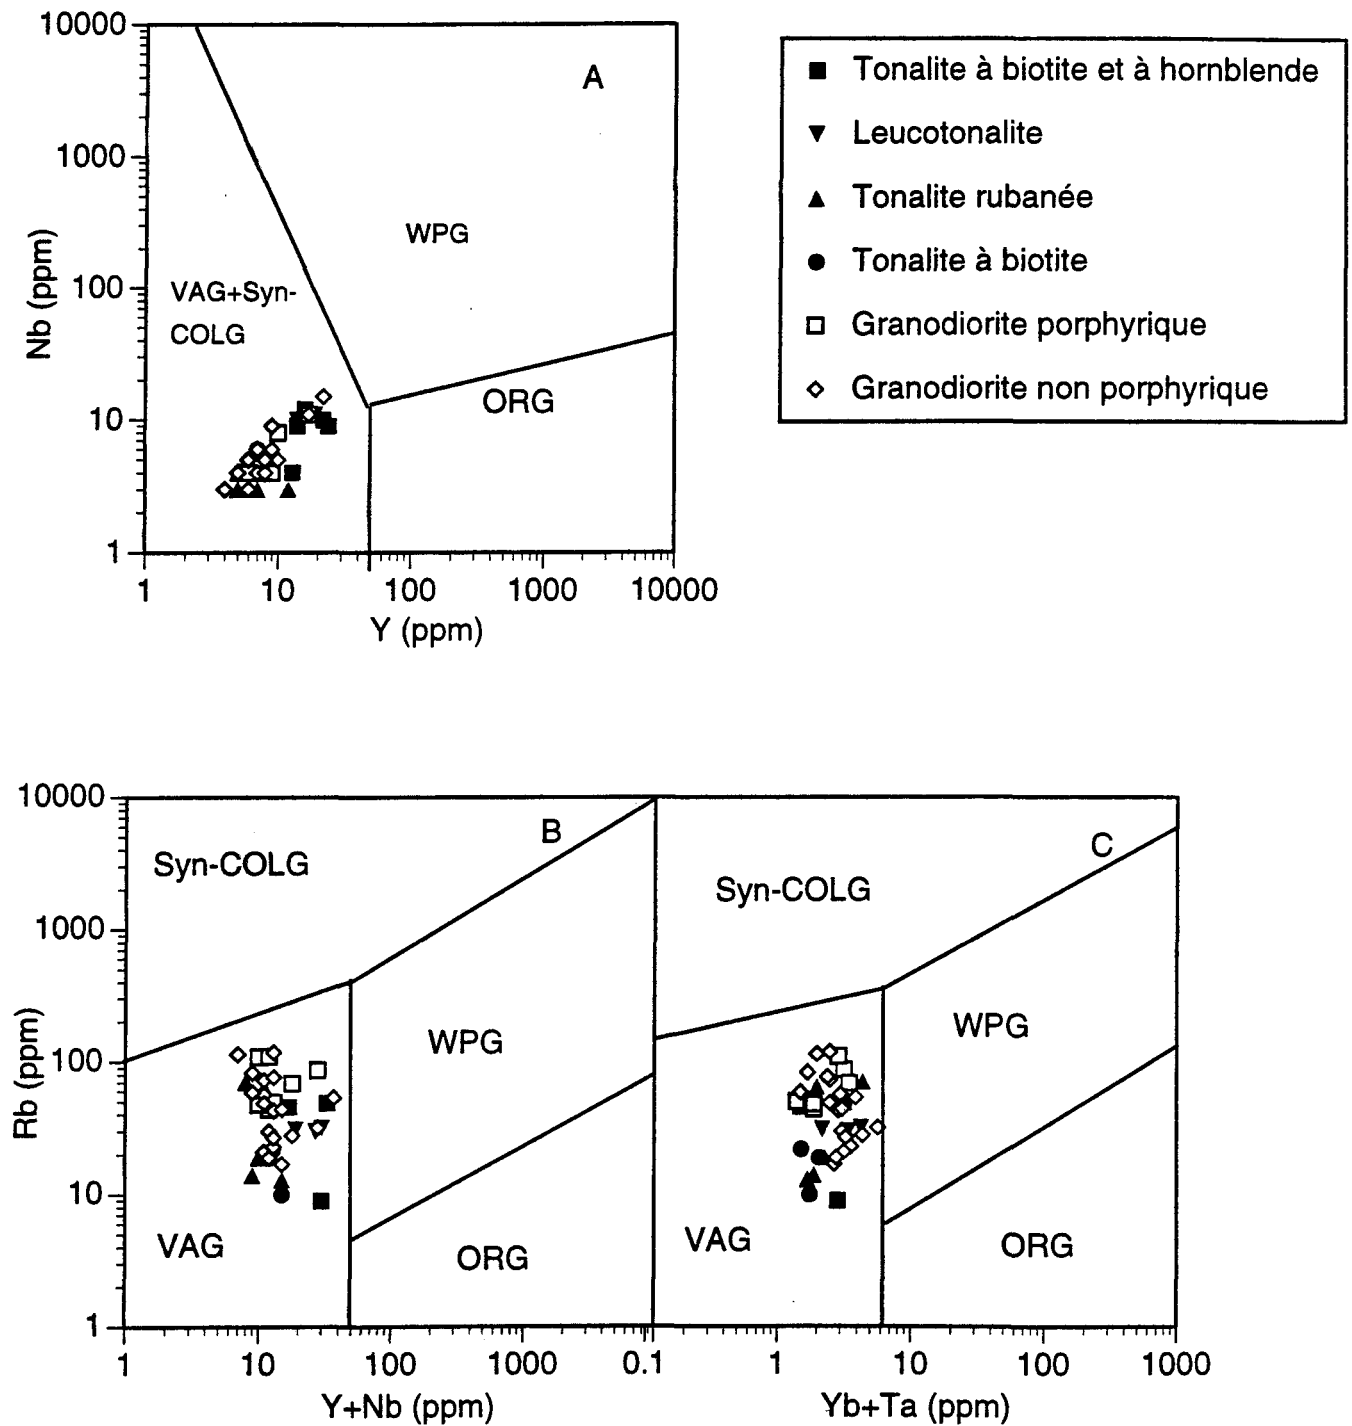 10000
1000
100
10
1
Nb (ppm)
A
WPG
VAG+Syn-
COLG
ORG
1 10 100 1000 10000
Y (ppm)
Tonalite à biotite et à hornblende
Leucotonalite
Tonalite rubanée
Tonalite à biotite
Granodiorite porphyrique
Granodiorite non porphyrique
10000
1000
100
10
1
Rb (ppm)
B
Syn-COLG
WPG
VAG
ORG
1 10 100 1000
Y+Nb (ppm)
C
Syn-COLG
WPG
VAG
ORG
0.1 1 10 100 1000
Yb+Ta (ppm)